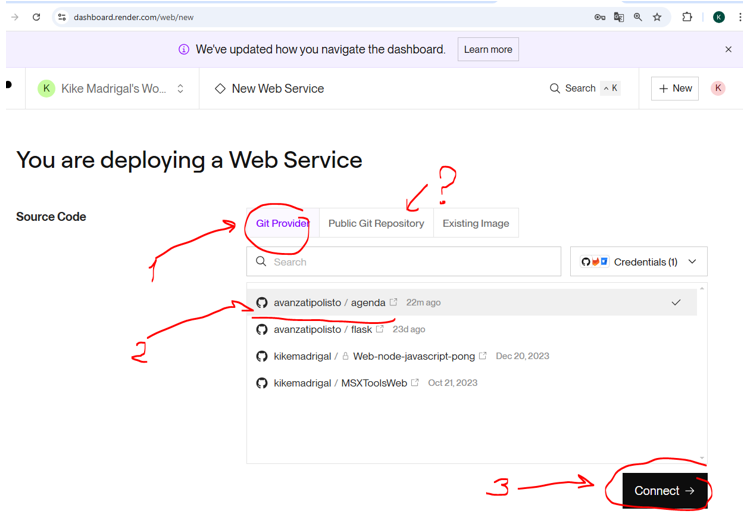 dashboard.render.com/web/new
K
We've updated how you navigate the dashboard.
Learn more
K
Kike Madrigal's Wo...
New Web Service
Search
^ K
+ New
K
You are deploying a Web Service
?
Source Code
Git Provider
Public Git Repository
Existing Image
1
Search
Credentials (1)
avanzatipolisto / agenda
22m ago
avanzatipolisto / flask
23d ago
2
kikemadrigal / Web-node-javascript-pong
Dec 20, 2023
kikemadrigal / MSXToolsWeb
Oct 21, 2023
3
Connect →